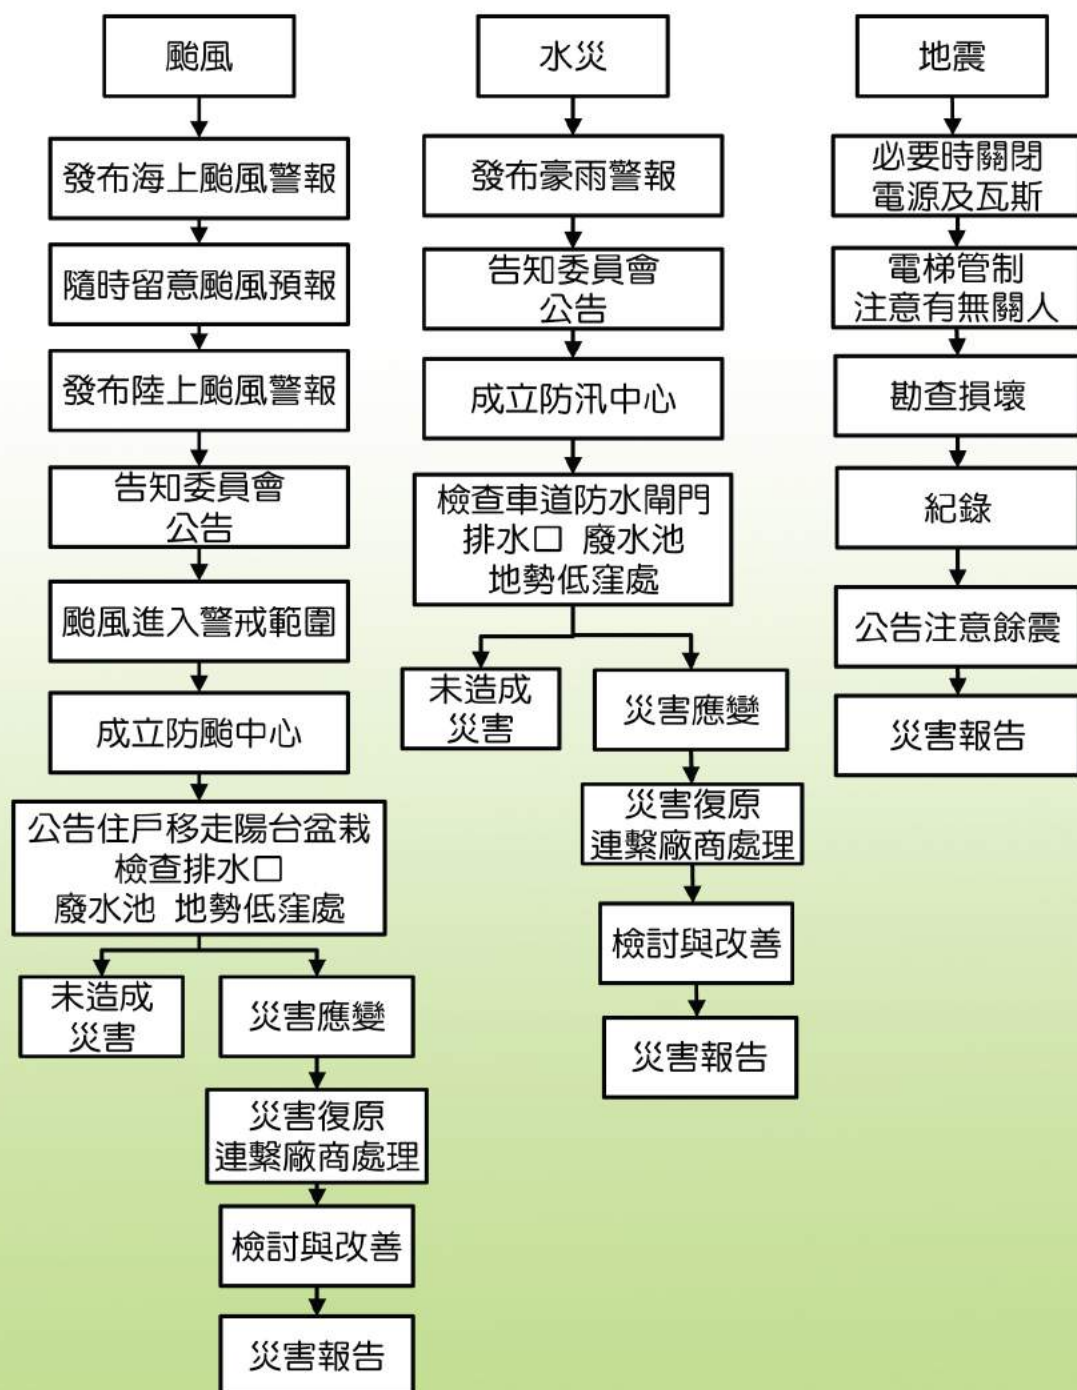 颱風
發布海上颱風警報
隨時留意颱風預報
發布陸上颱風警報
告知委員會
公告
颱風進入警戒範圍
成立防颱中心
公告住戶移走陽台盆栽
檢查排水口
廢水池 地勢低窪處
未造成
災害
災害應變
災害復原
連繫廠商處理
檢討與改善
災害報告
水災
發布豪雨警報
告知委員會
公告
成立防汛中心
檢查車道防水閘門
排水口 廢水池
地勢低窪處
未造成
災害
災害應變
災害復原
連繫廠商處理
檢討與改善
災害報告
地震
必要時關閉
電源及瓦斯
電梯管制
注意有無關人
勘查損壞
紀錄
公告注意餘震
災害報告